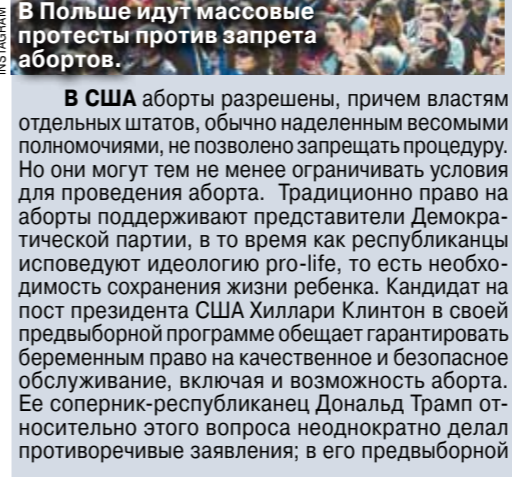 INSTAGRAM
В Польше идут массовые
протесты против запрета
абортов.
В США аборты разрешены, причем властям
отдельных штатов, обычно наделенным весомыми
полномочиями, не позволено запрещать процедуру.
Но они могут тем не менее ограничивать условия
для проведения аборта. Традиционно право на
аборты поддерживают представители Демокра-
тической партии, в то время как республиканцы
исповедуют идеологию pro-life, то есть необхо-
димость сохранения жизни ребенка. Кандидат на
пост президента США Хиллари Клинтон в своей
предвыборной программе обещает гарантировать
беременным право на качественное и безопасное
обслуживание, включая и возможность аборта.
Ее соперник-республиканец Дональд Трамп от-
носительно этого вопроса неоднократно делал
противоречивые заявления; в его предвыборной